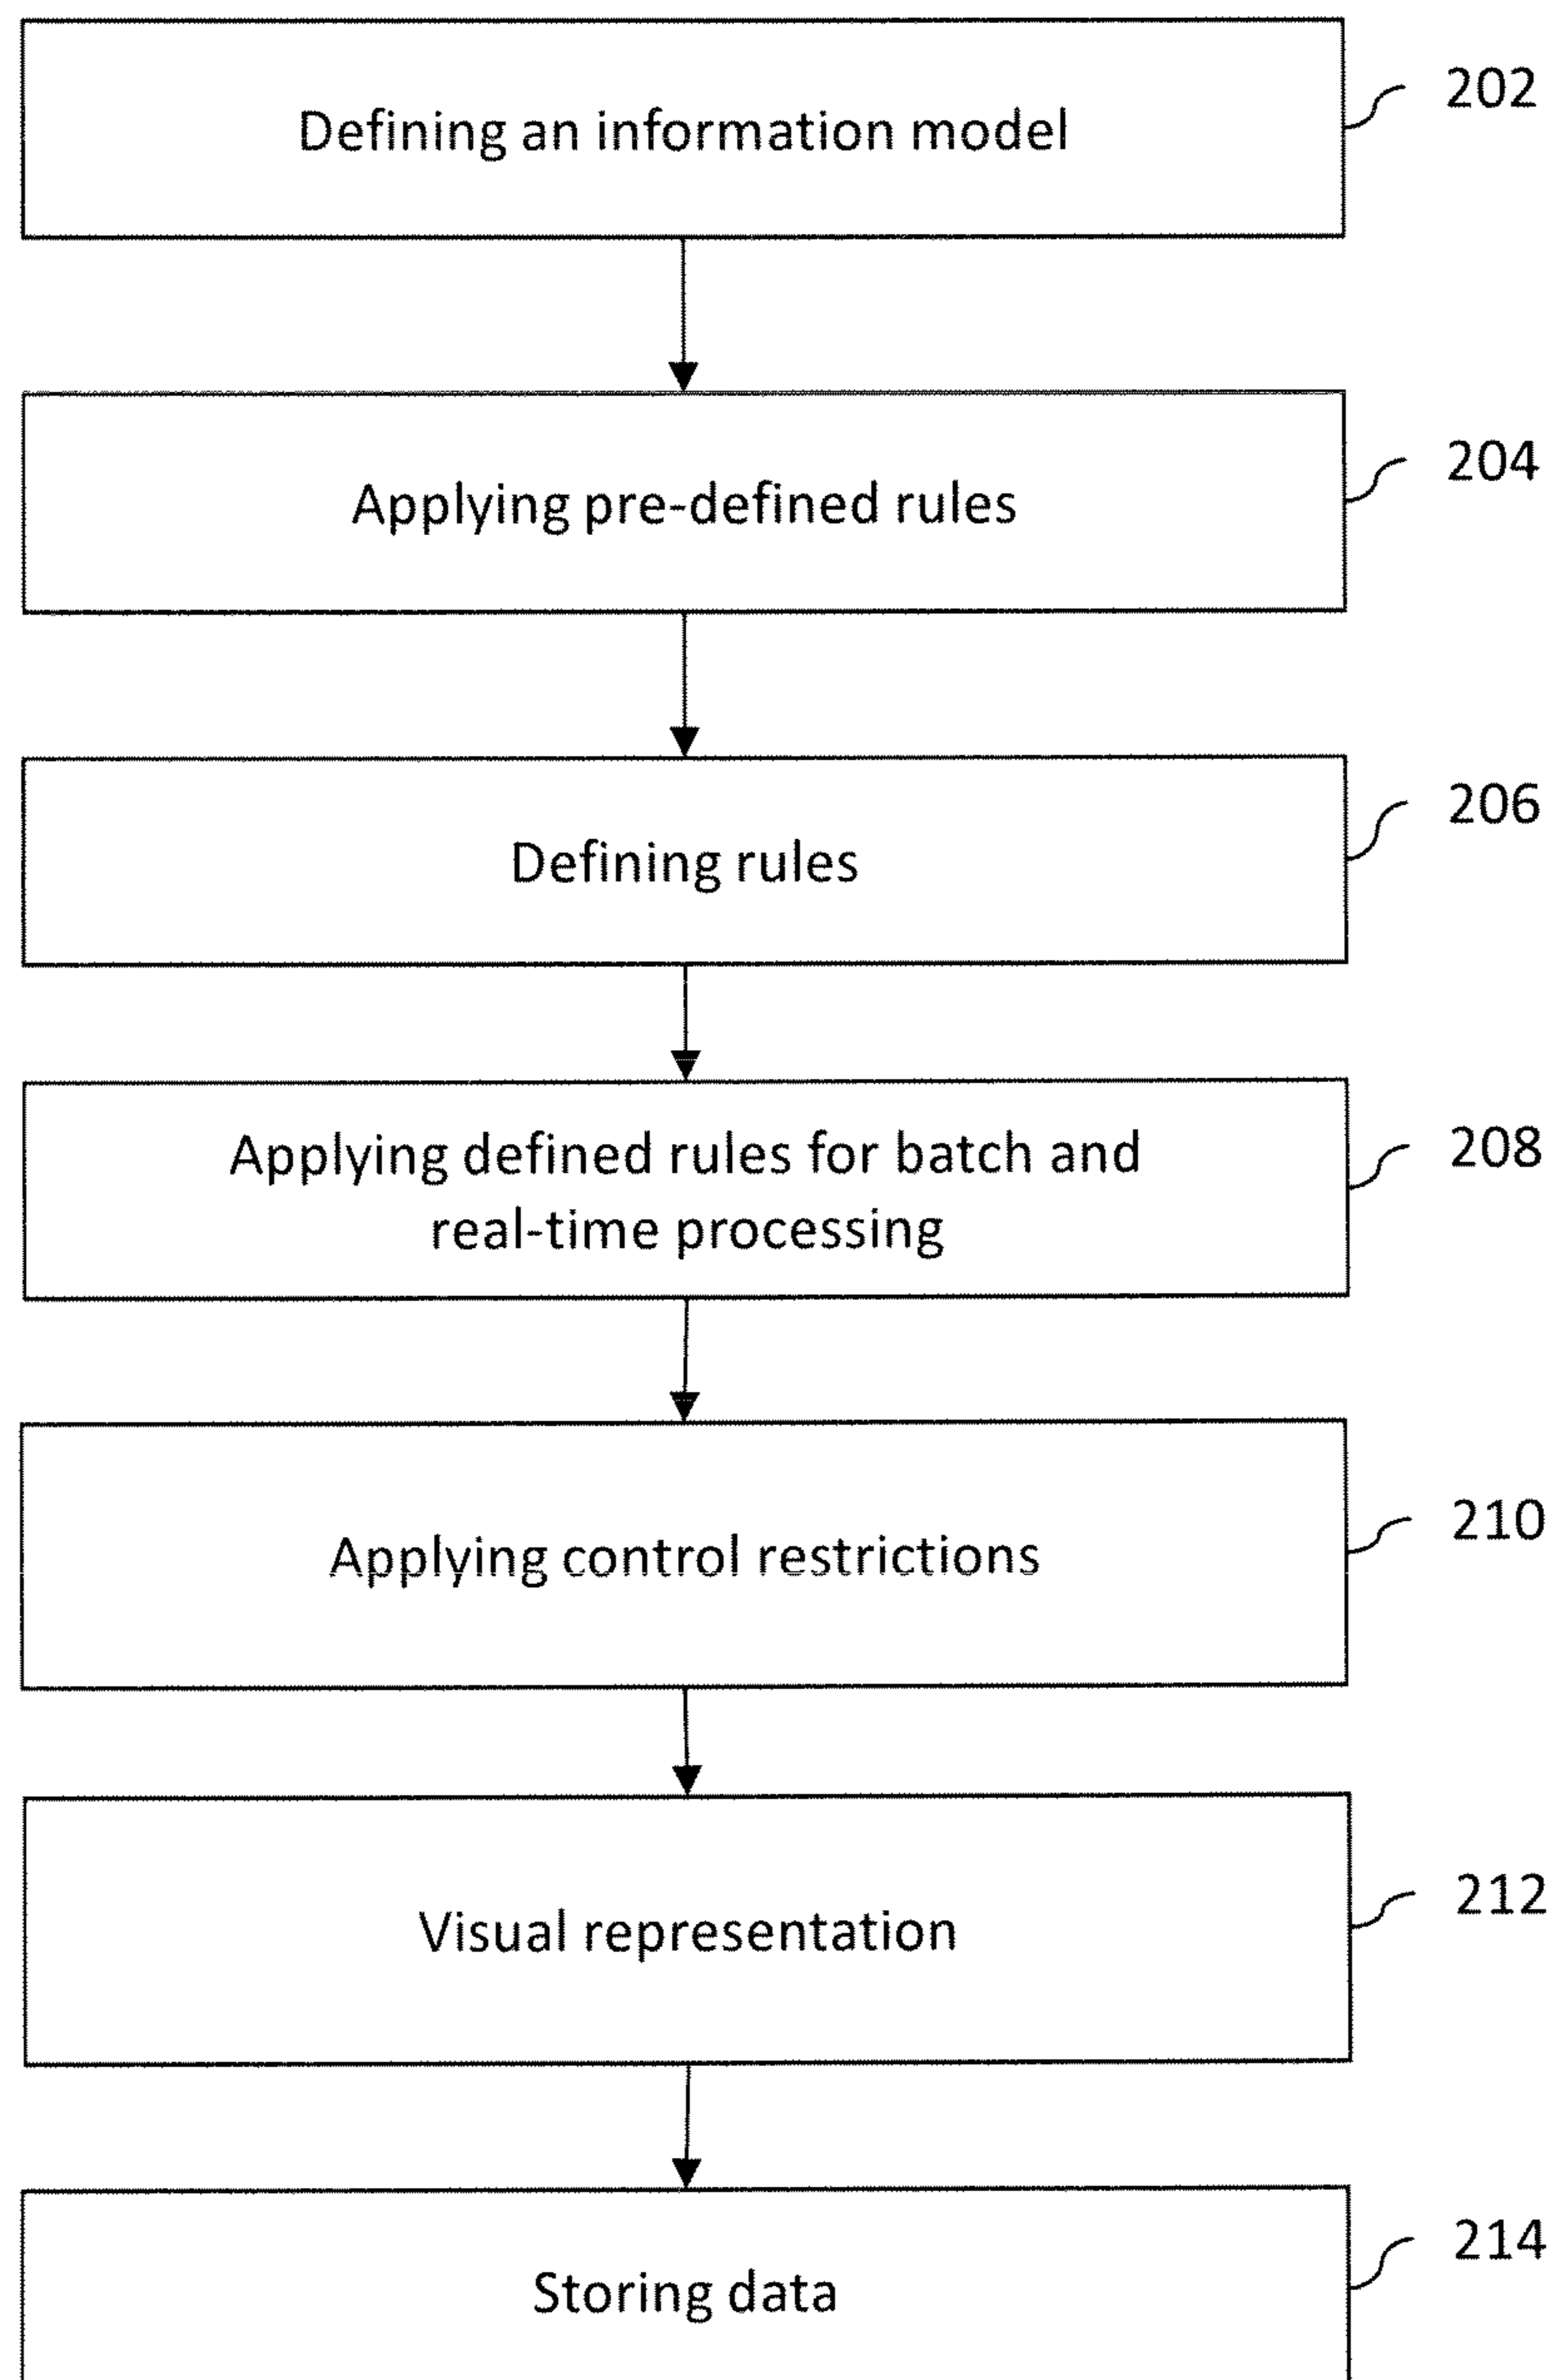 Defining an information model
202
Applying pre-defined rules
204
Defining rules
206
Applying defined rules for batch and
real-time processing
208
Applying control restrictions
210
Visual representation
212
Storing data
214